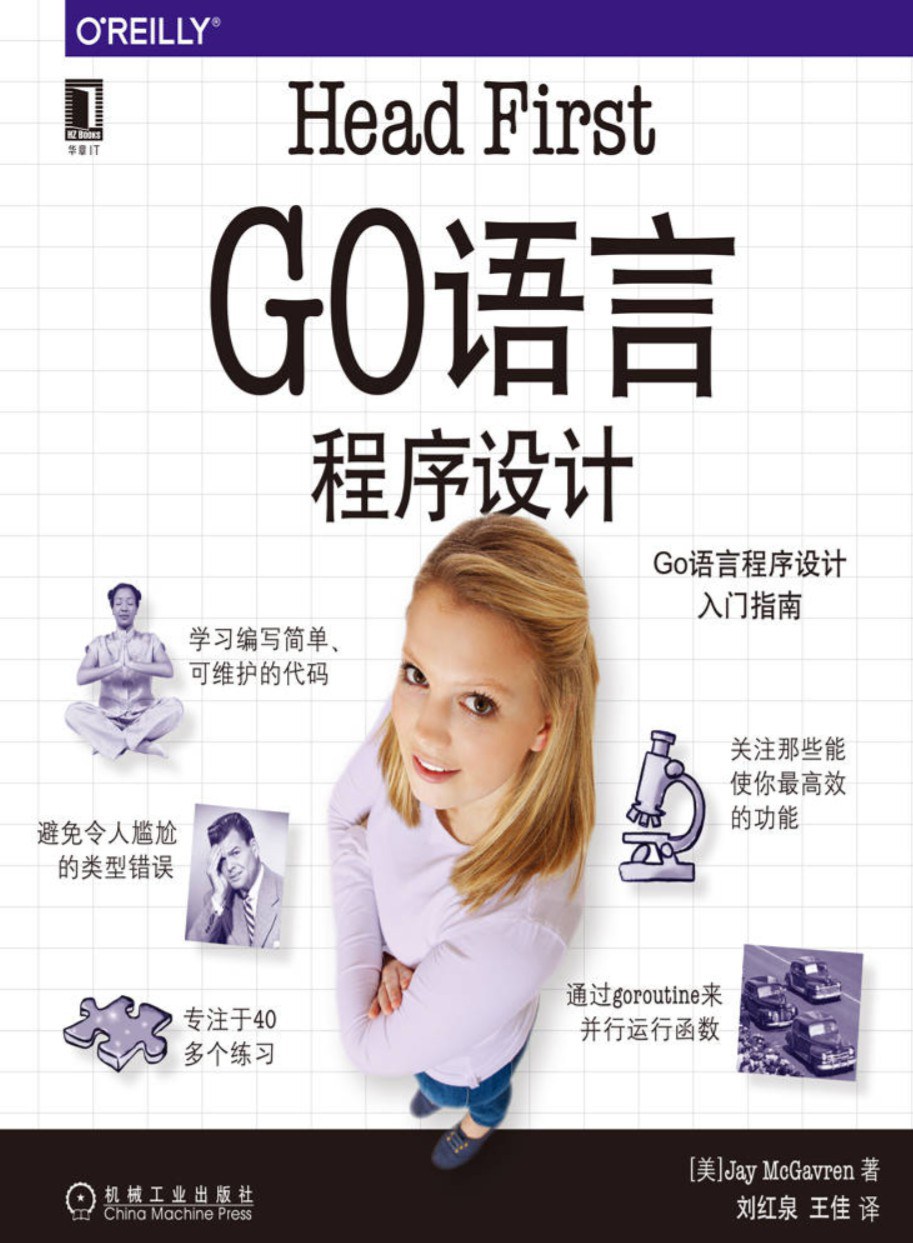 O'REILLY®
HZ BOOKS
华章IT
Head First
GO语言
程序设计
Go语言程序设计
入门指南
学习编写简单、
可维护的代码
关注那些能
使你最高效
的功能
避免令人尴尬
的类型错误
通过goroutine来
并行运行函数
专注于40
多个练习
[美]Jay McGavren 著
刘红泉 王佳 译
机械工业出版社
China Machine Press